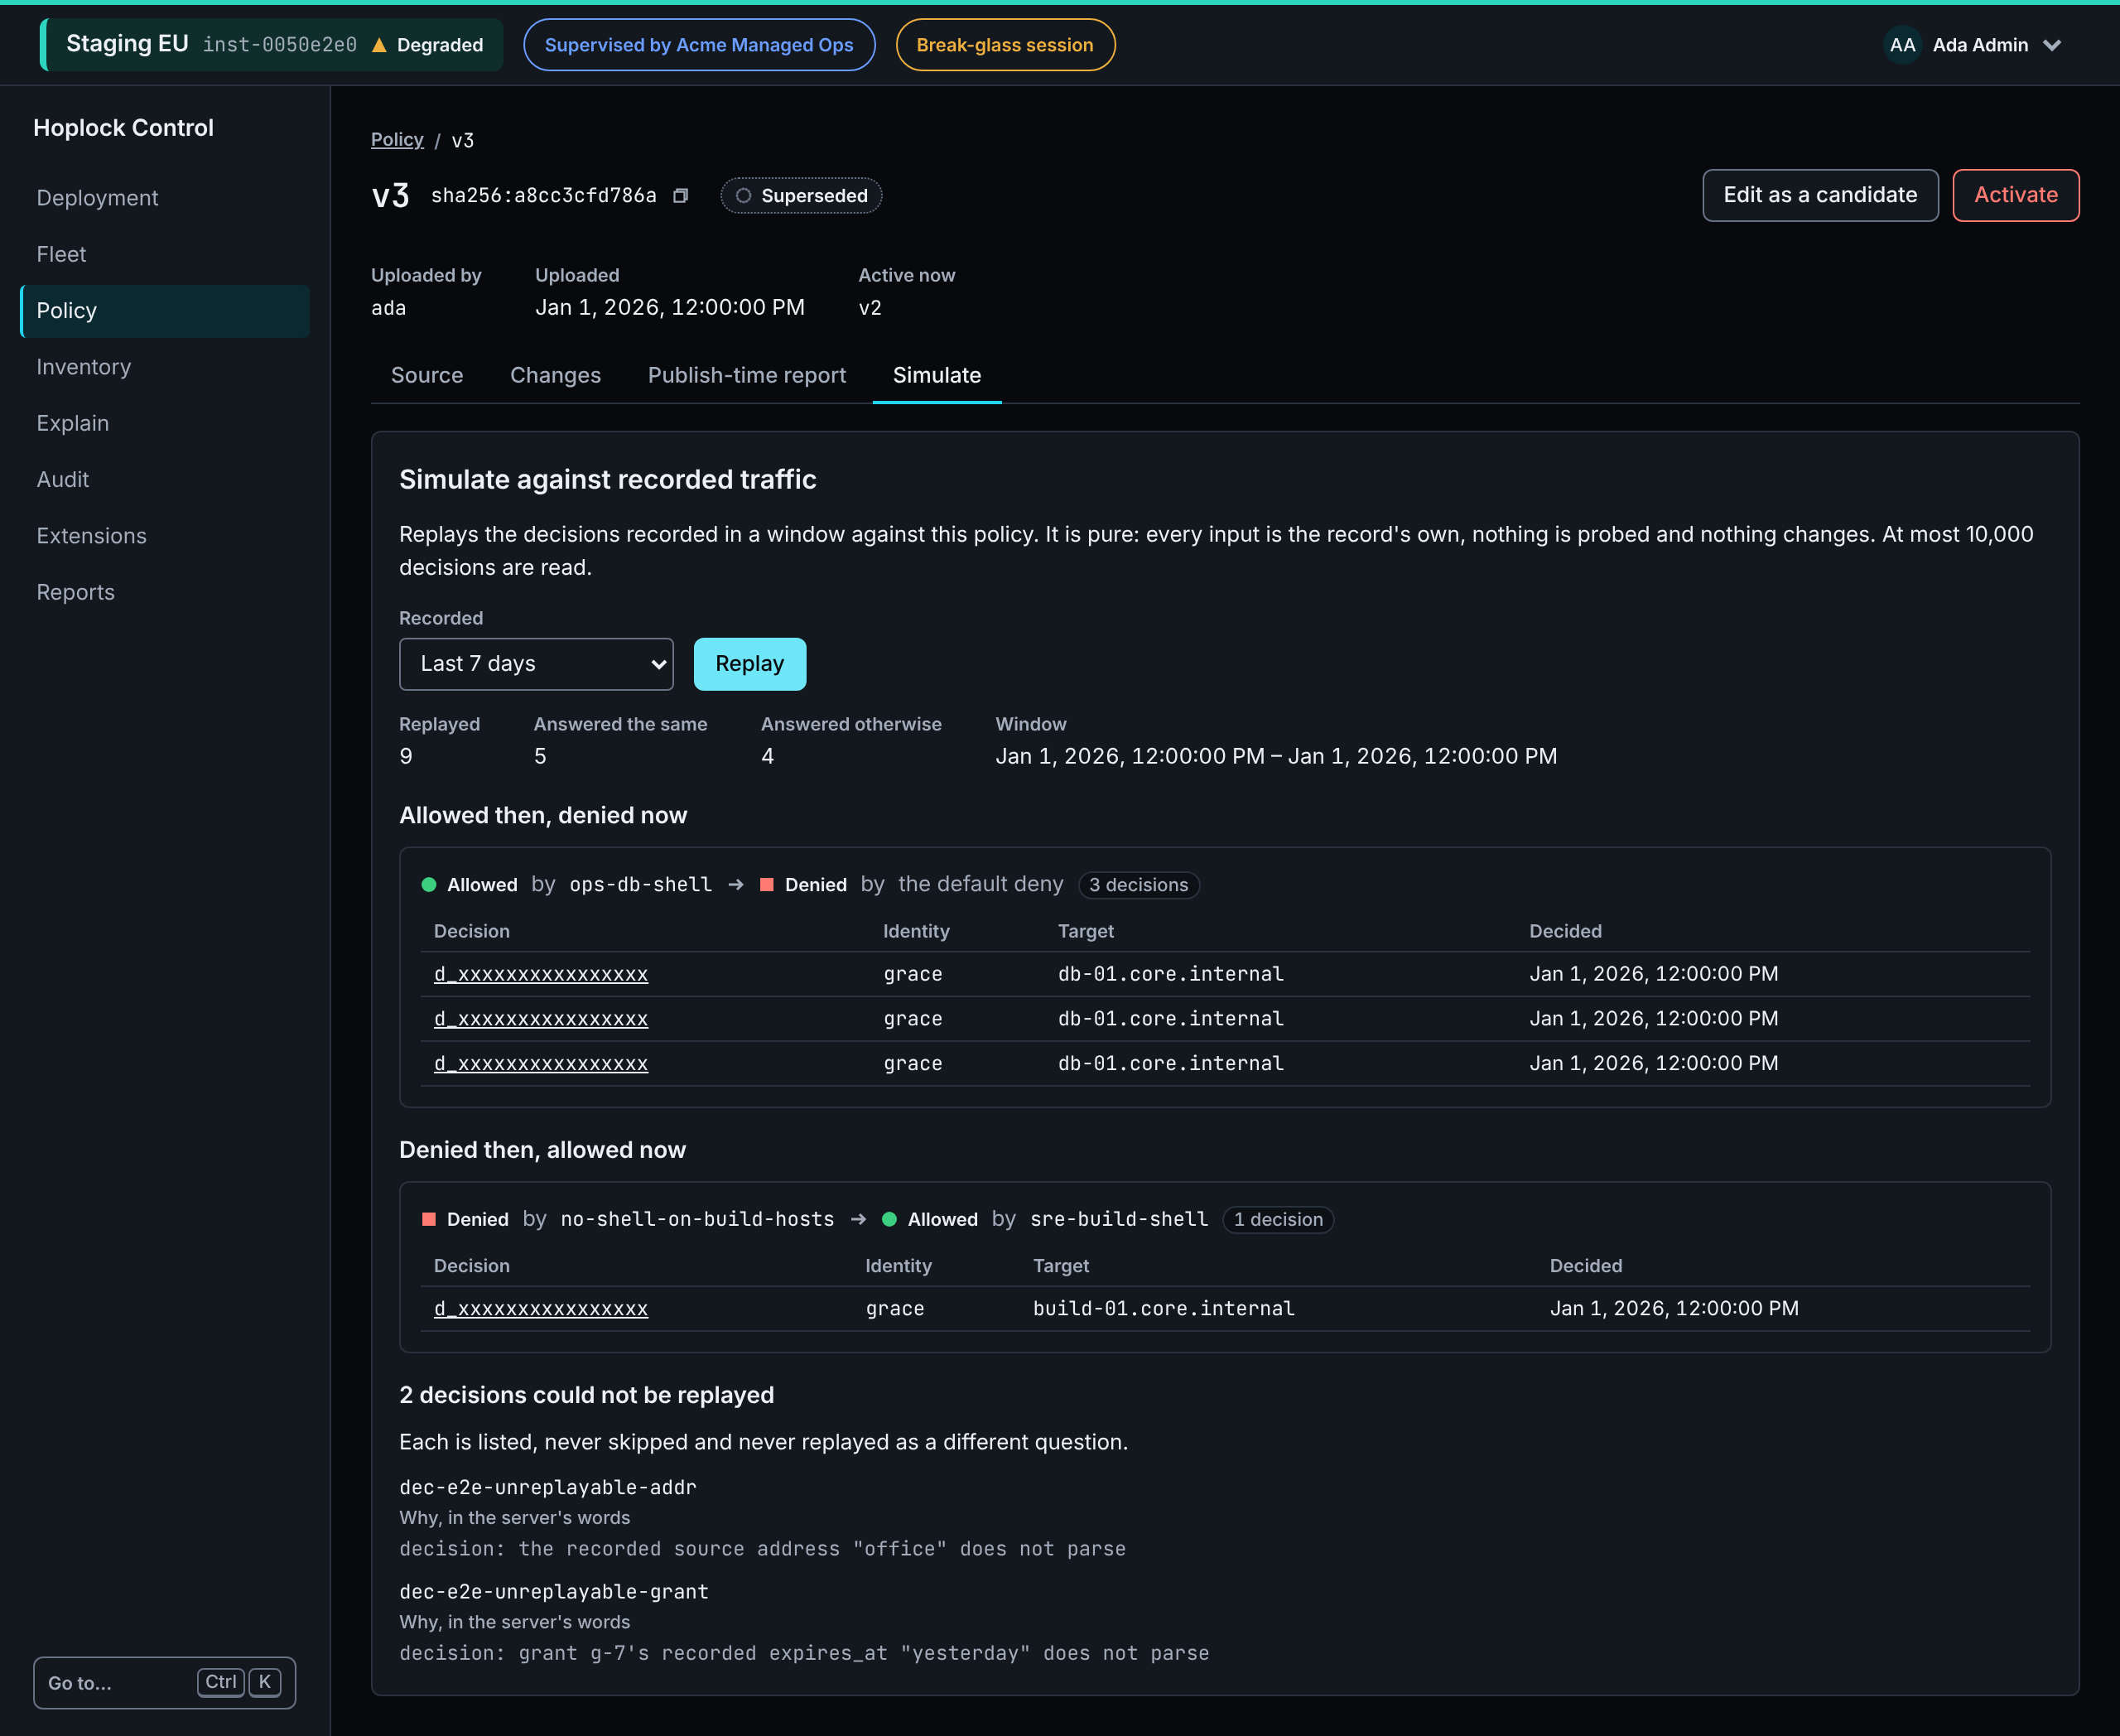 Staging EU inst-0050e2e0 Degraded
Supervised by Acme Managed Ops
Break-glass session
AA Ada Admin
Hoplock Control
Deployment
Fleet
Policy
Inventory
Explain
Audit
Extensions
Reports
Go to... Ctrl K
Policy / v3
v3 sha256:a8cc3cfd786a Superseded
Edit as a candidate
Activate
Uploaded by Uploaded Active now
ada Jan 1, 2026, 12:00:00 PM v2
Source Changes Publish-time report Simulate
Simulate against recorded traffic
Replays the decisions recorded in a window against this policy. It is pure: every input is the record's own, nothing is probed and nothing changes. At most 10,000
decisions are read.
Recorded
Last 7 days Replay
Replayed Answered the same Answered otherwise Window
9 5 4 Jan 1, 2026, 12:00:00 PM – Jan 1, 2026, 12:00:00 PM
Allowed then, denied now
Allowed by ops-db-shell → Denied by the default deny 3 decisions
Decision Identity Target Decided
d_xxxxxxxxxxxxxxxx grace db-01.core.internal Jan 1, 2026, 12:00:00 PM
d_xxxxxxxxxxxxxxxx grace db-01.core.internal Jan 1, 2026, 12:00:00 PM
d_xxxxxxxxxxxxxxxx grace db-01.core.internal Jan 1, 2026, 12:00:00 PM
Denied then, allowed now
Denied by no-shell-on-build-hosts → Allowed by sre-build-shell 1 decision
Decision Identity Target Decided
d_xxxxxxxxxxxxxxxx grace build-01.core.internal Jan 1, 2026, 12:00:00 PM
2 decisions could not be replayed
Each is listed, never skipped and never replayed as a different question.
dec-e2e-unreplayable-addr
Why, in the server's words
decision: the recorded source address "office" does not parse
dec-e2e-unreplayable-grant
Why, in the server's words
decision: grant g-7's recorded expires_at "yesterday" does not parse